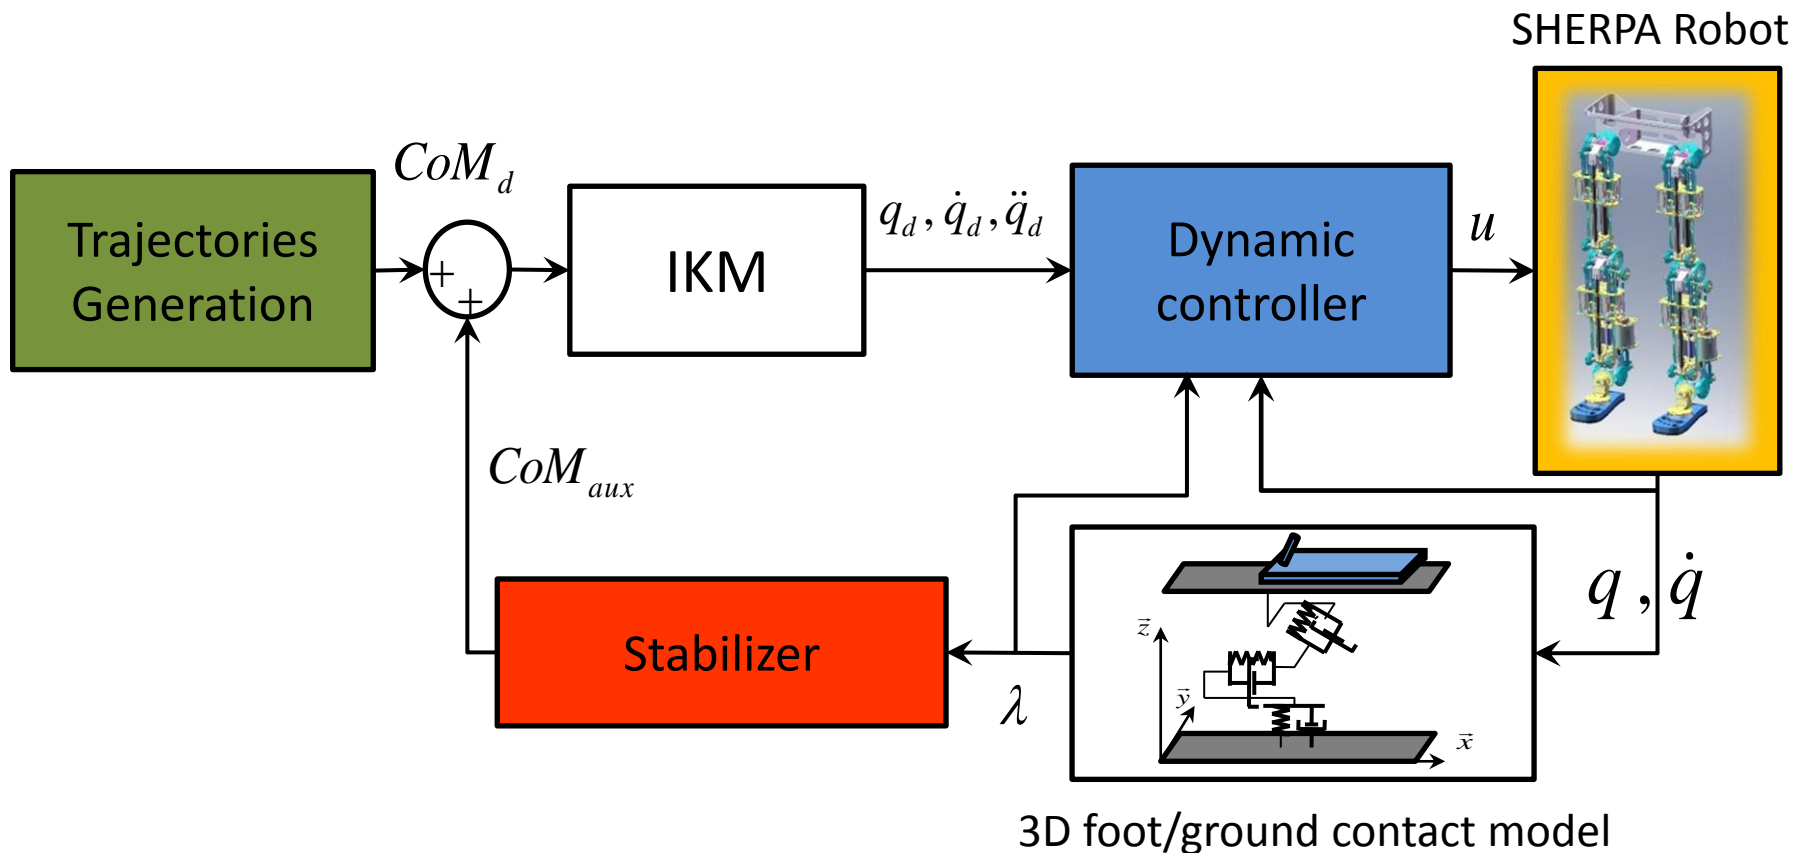 SHERPA Robot
CoM_d
Trajectories
Generation
+
+
IKM
q_d, q̇_d, q̈_d
Dynamic
controller
u
CoM_aux
Stabilizer
λ
z⃗
y⃗
x⃗
q, q̇
3D foot/ground contact model